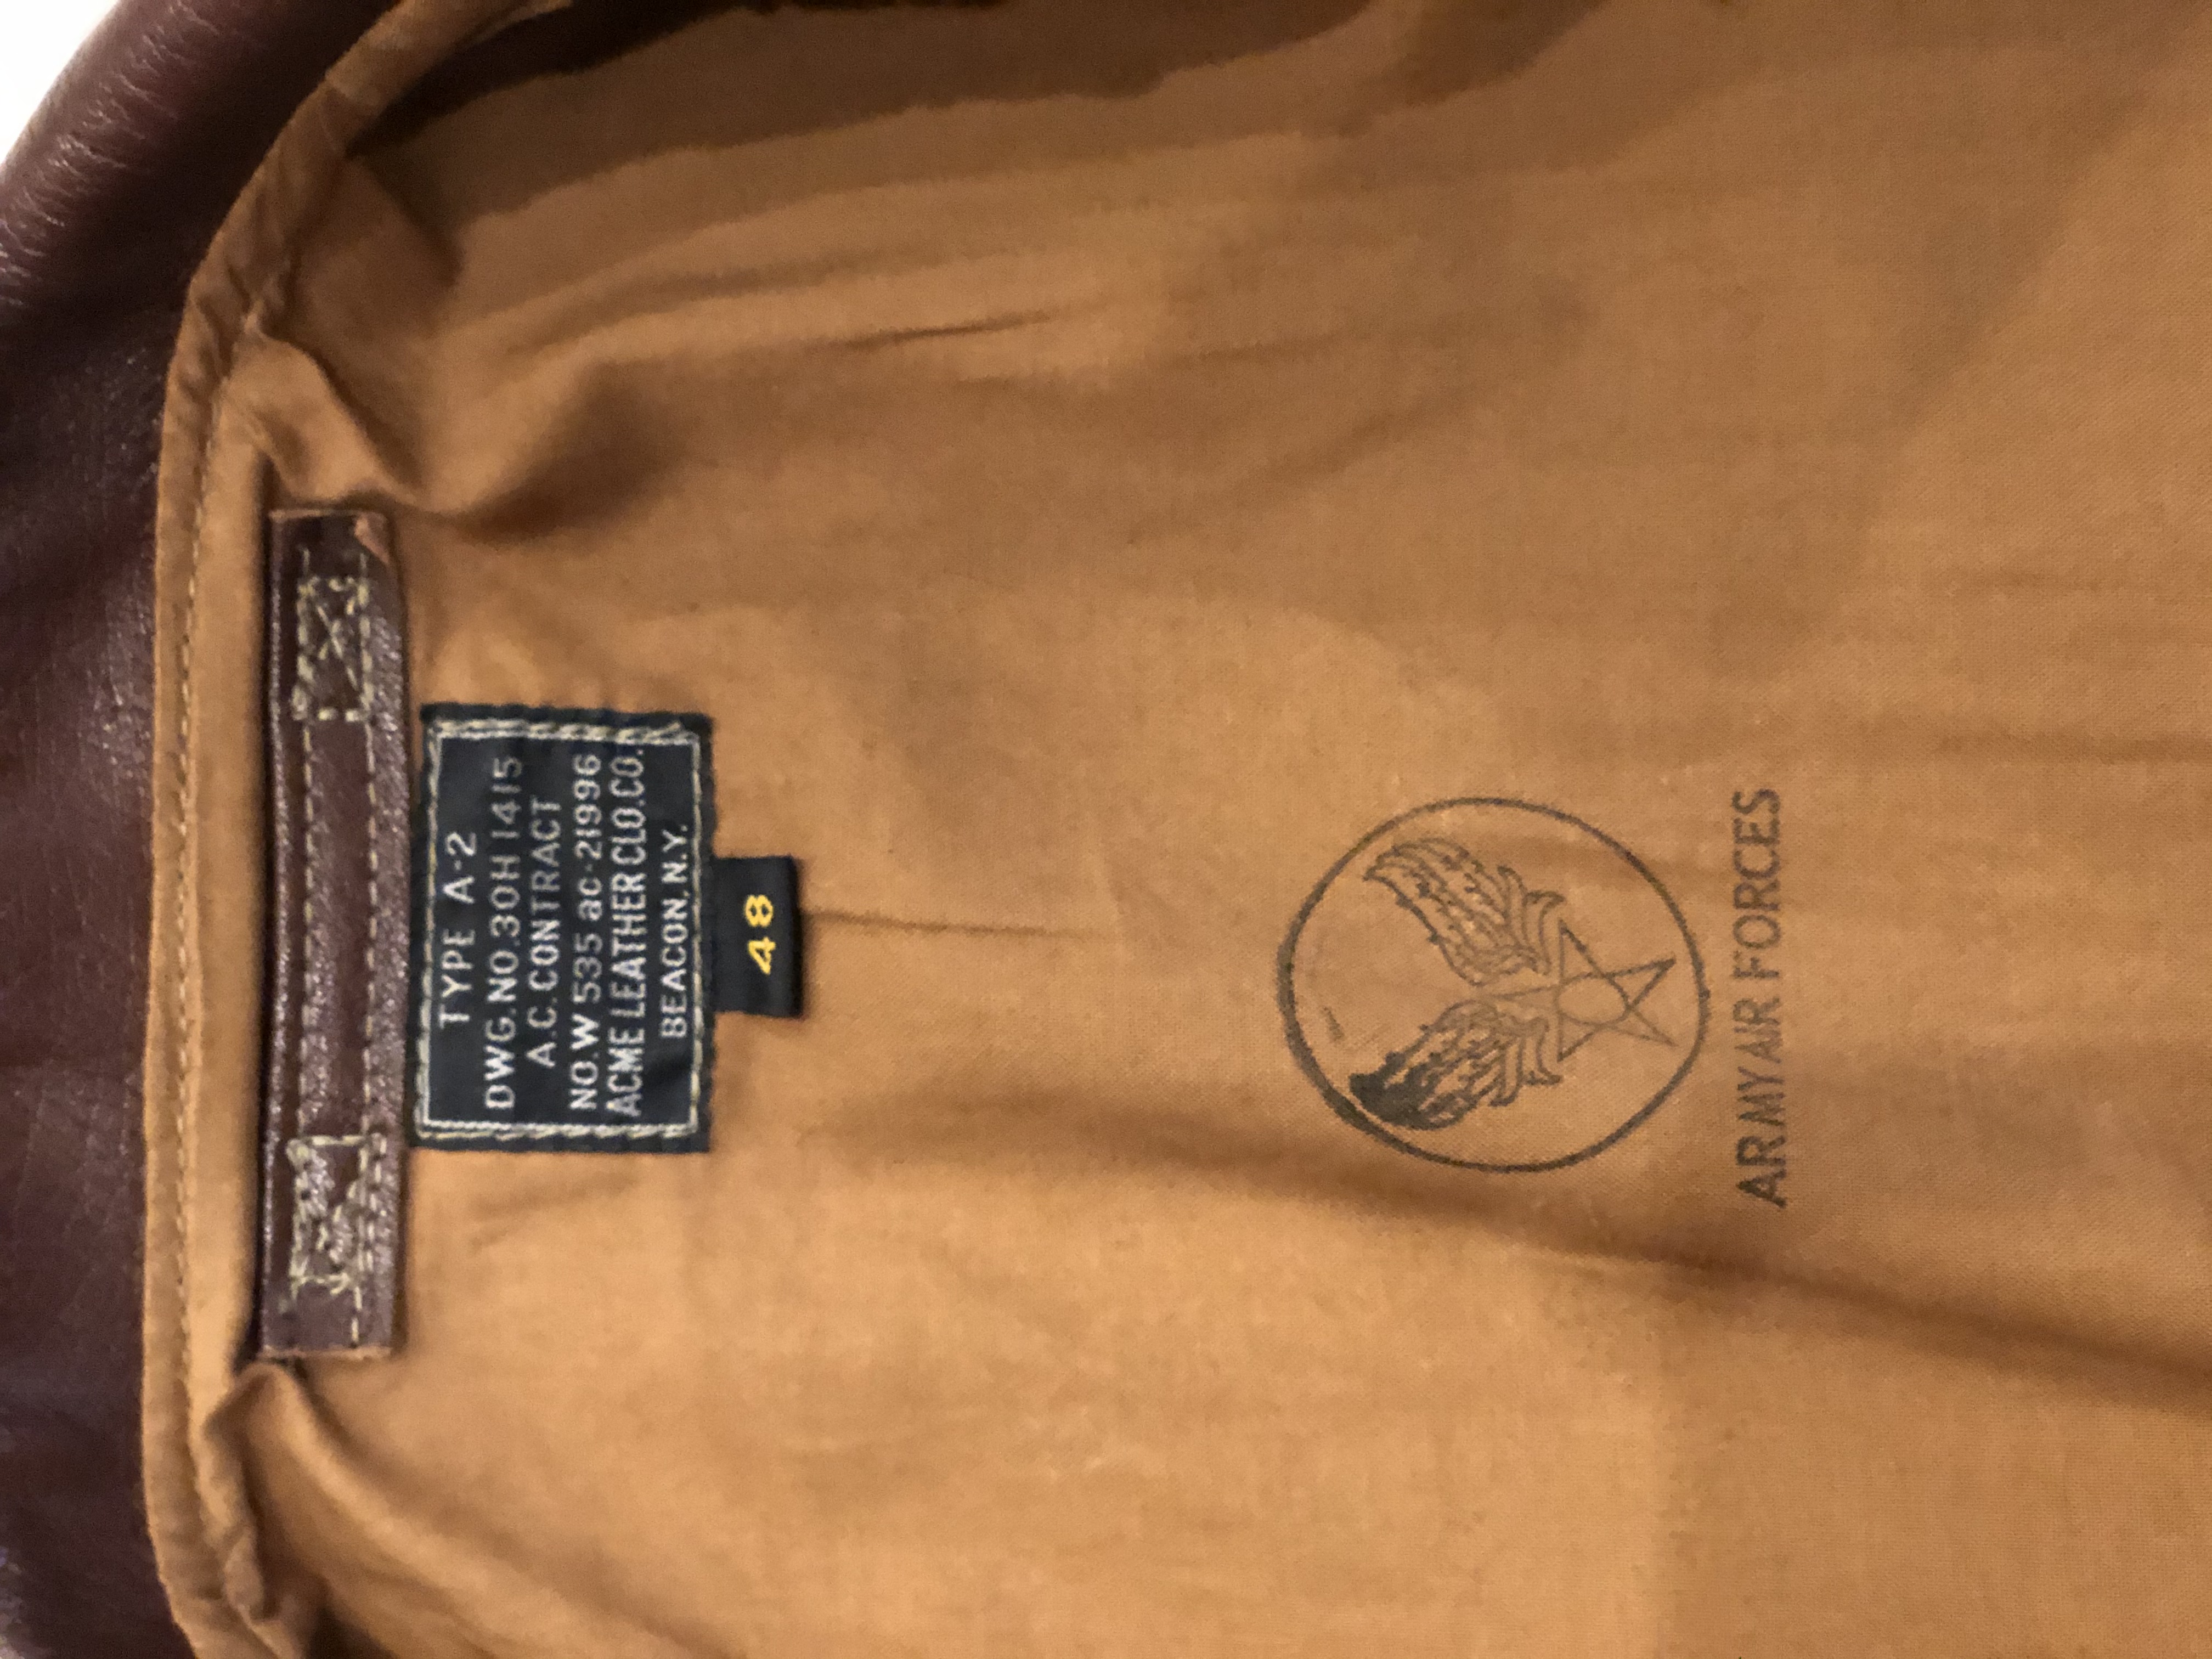 TYPE A-2
DWG. NO. 30H 1415
A.C. CONTRACT
NO. W 535 ac-21996
ACME LEATHER CLO. CO.
BEACON, N.Y.
48
ARMY AIR FORCES